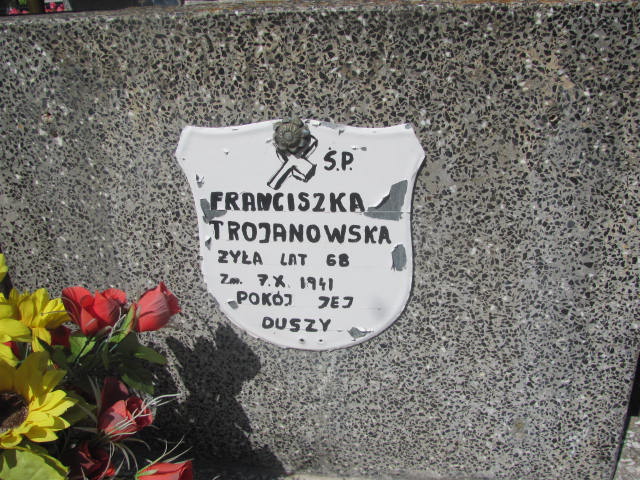 Ś.P.
FRANCISZKA
TROJANOWSKA
ŻYŁA LAT 68
Zm. 7.X.1941
POKÓJ JEJ
DUSZY